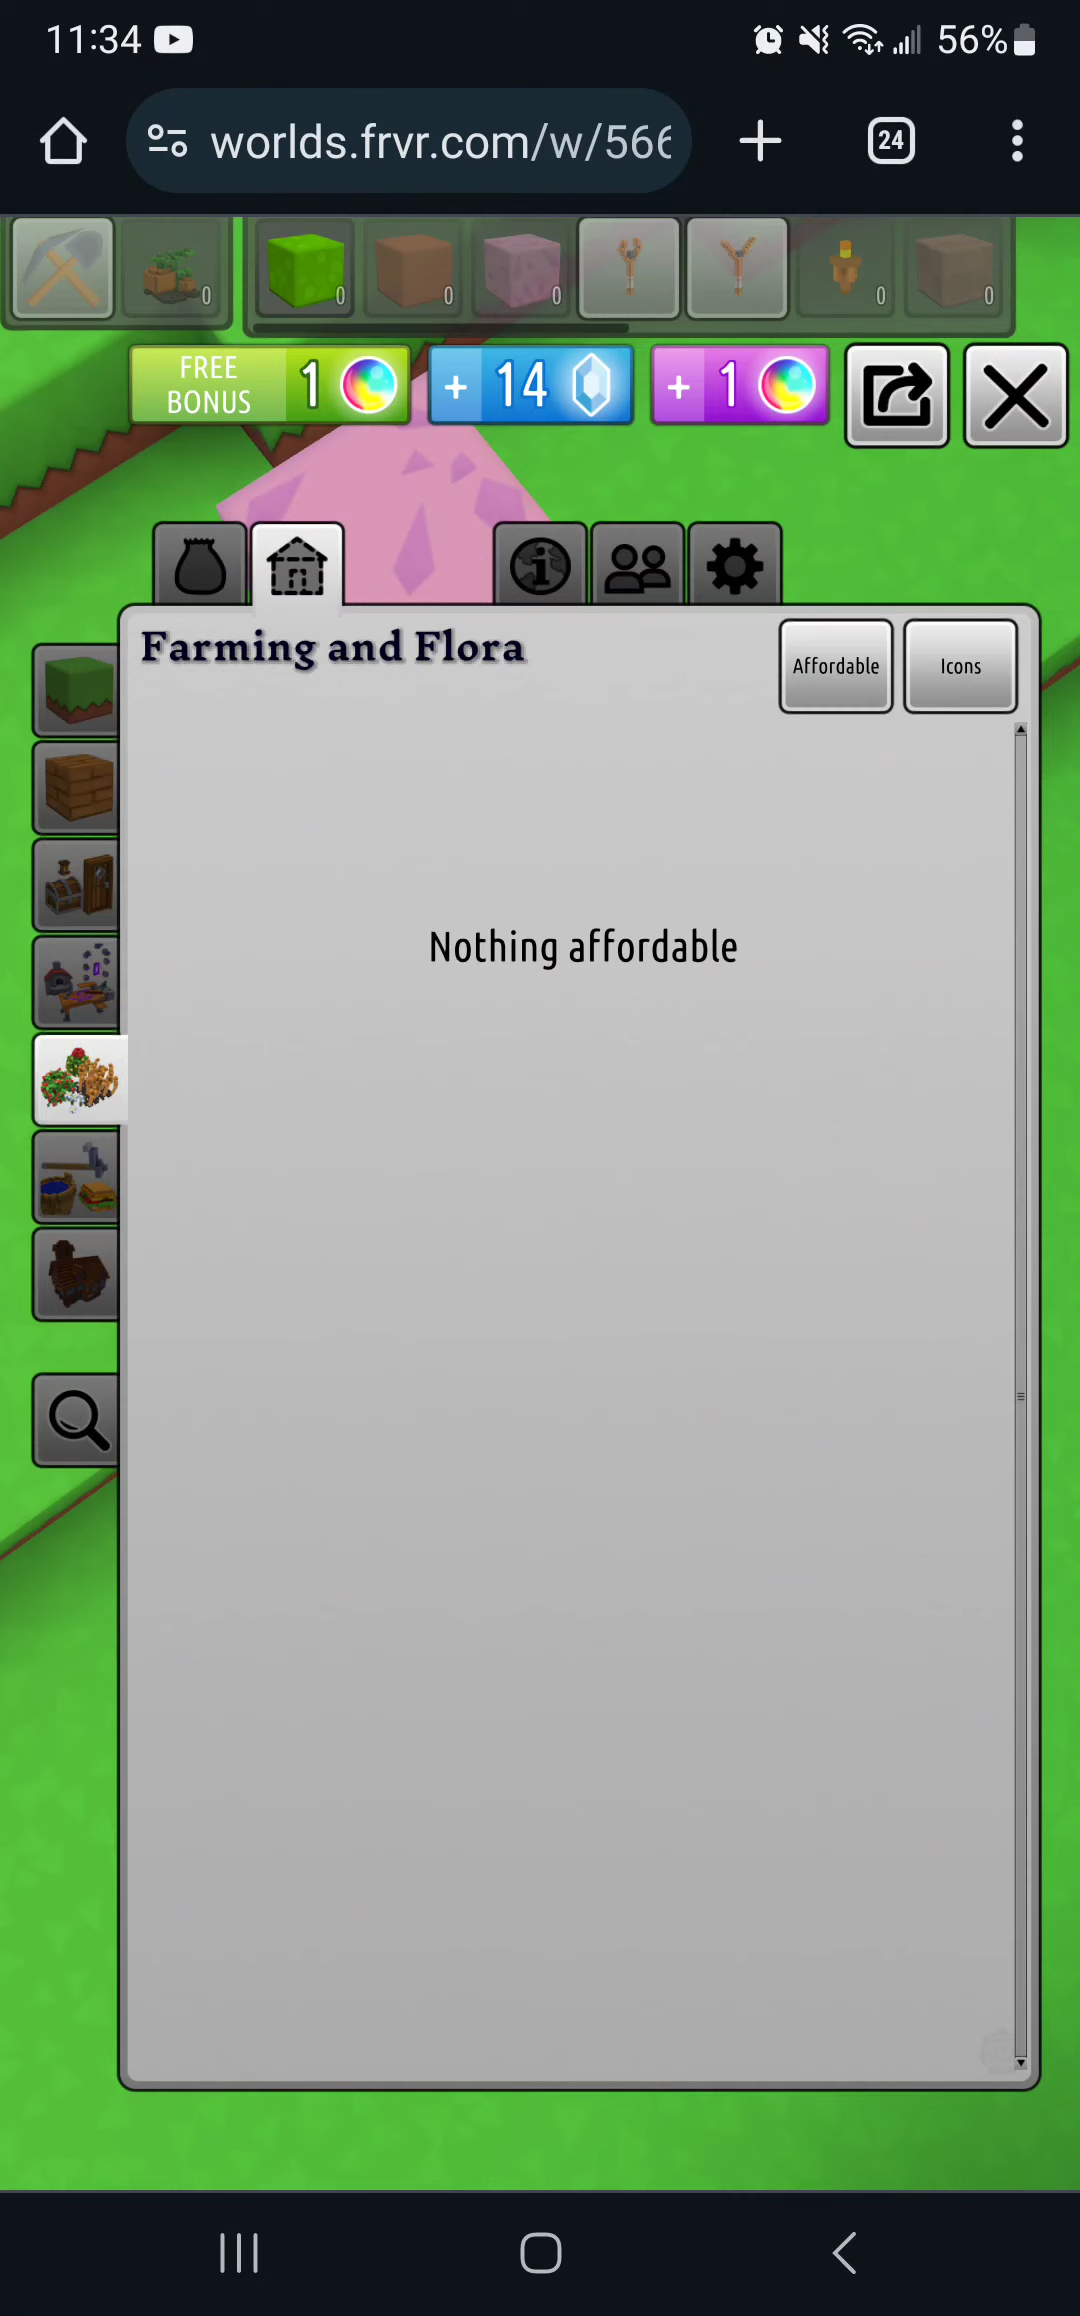 11:34
56%
worlds.frvr.com/w/566
24
0
0
0
0
0
0
FREE
BONUS
1
+ 14
+ 1
Farming and Flora
Affordable
Icons
Nothing affordable